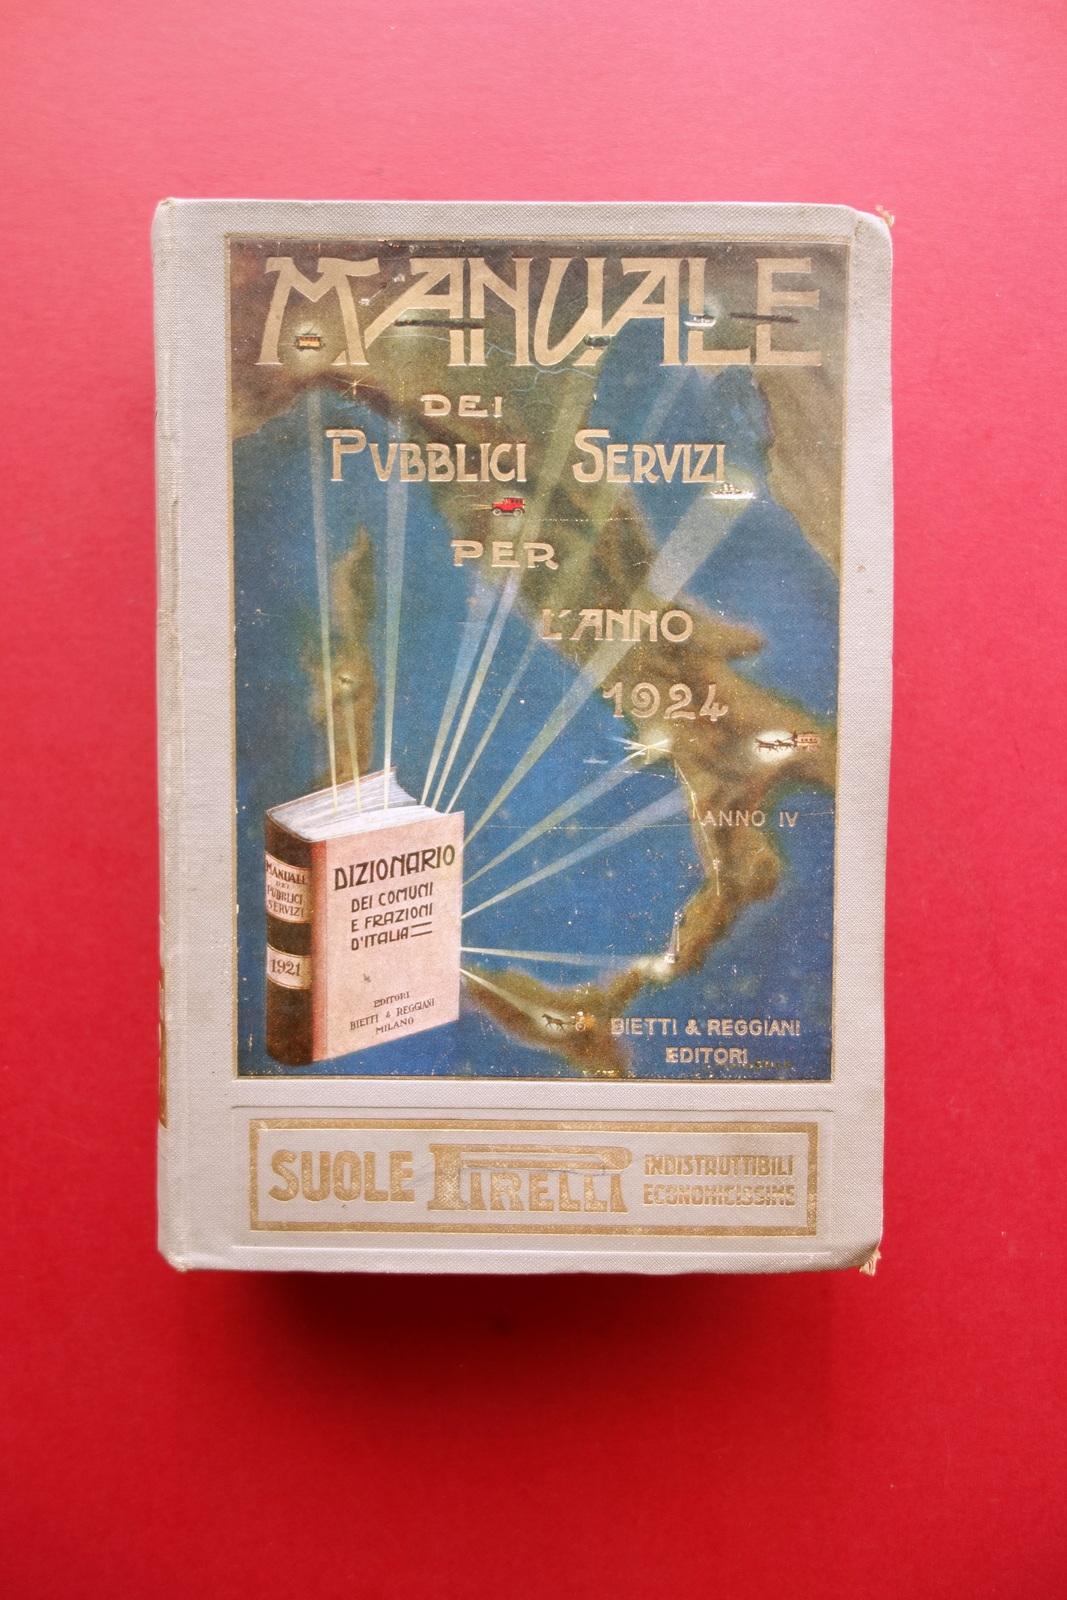 MANUALE
DEI
PVBBLICI SERVIZI
PER
L'ANNO
1924
ANNO IV
DIZIONARIO
DEI COMUNI
E FRAZIONI
D'ITALIA
EDITORI
BIETTI & REGGIANI
MILANO
MANUALE
DEI
PUBBLICI
SERVIZI
1921
BIETTI & REGGIANI
EDITORI
SUOLE PIRELLI INDISTRUTTIBILI
ECONOMICISSIME